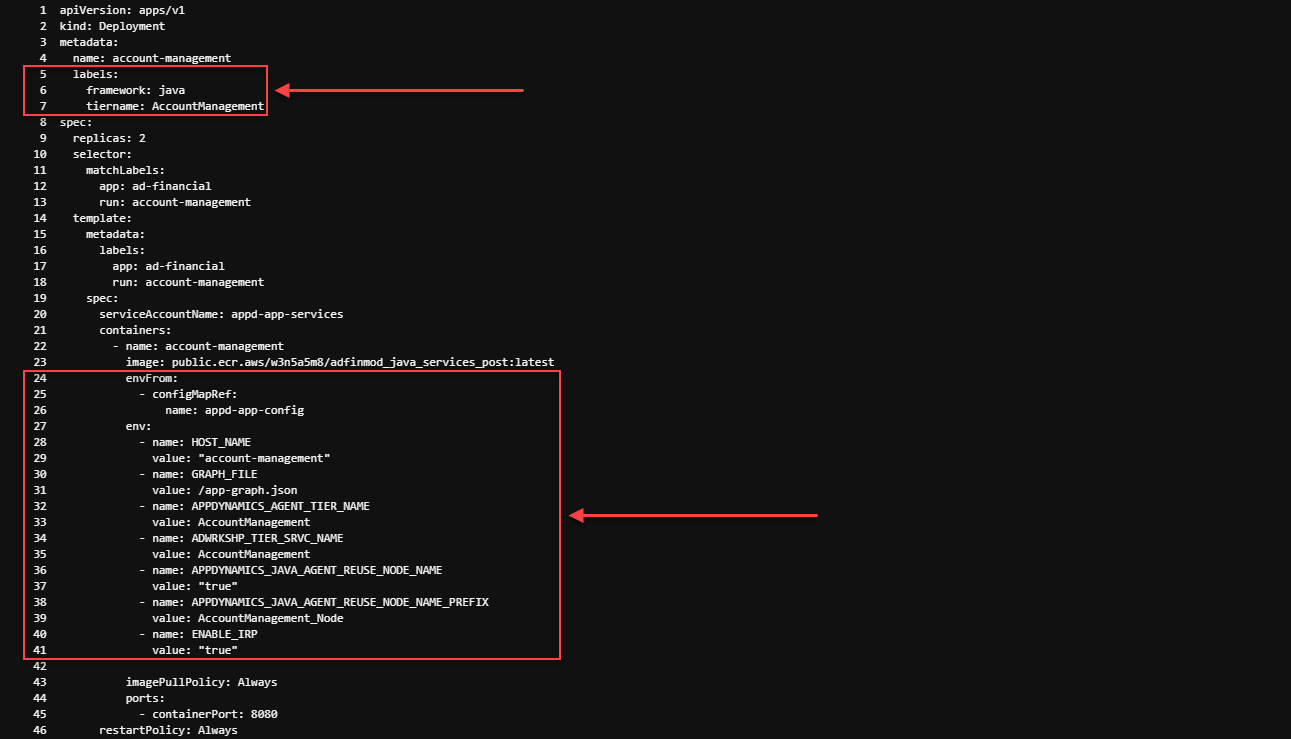 1 apiVersion: apps/v1
2 kind: Deployment
3 metadata:
4   name: account-management
5   labels:
6     framework: java
7     tiername: AccountManagement
8 spec:
9   replicas: 2
10   selector:
11     matchLabels:
12       app: ad-financial
13       run: account-management
14   template:
15     metadata:
16       labels:
17         app: ad-financial
18         run: account-management
19     spec:
20       serviceAccountName: appd-app-services
21       containers:
22         - name: account-management
23           image: public.ecr.aws/w3n5a5m8/adfinmod_java_services_post:latest
24           envFrom:
25             - configMapRef:
26                 name: appd-app-config
27           env:
28             - name: HOST_NAME
29               value: "account-management"
30             - name: GRAPH_FILE
31               value: /app-graph.json
32             - name: APPDYNAMICS_AGENT_TIER_NAME
33               value: AccountManagement
34             - name: ADWRKSHP_TIER_SRVC_NAME
35               value: AccountManagement
36             - name: APPDYNAMICS_JAVA_AGENT_REUSE_NODE_NAME
37               value: "true"
38             - name: APPDYNAMICS_JAVA_AGENT_REUSE_NODE_NAME_PREFIX
39               value: AccountManagement_Node
40             - name: ENABLE_IRP
41               value: "true"
42
43           imagePullPolicy: Always
44           ports:
45             - containerPort: 8080
46       restartPolicy: Always